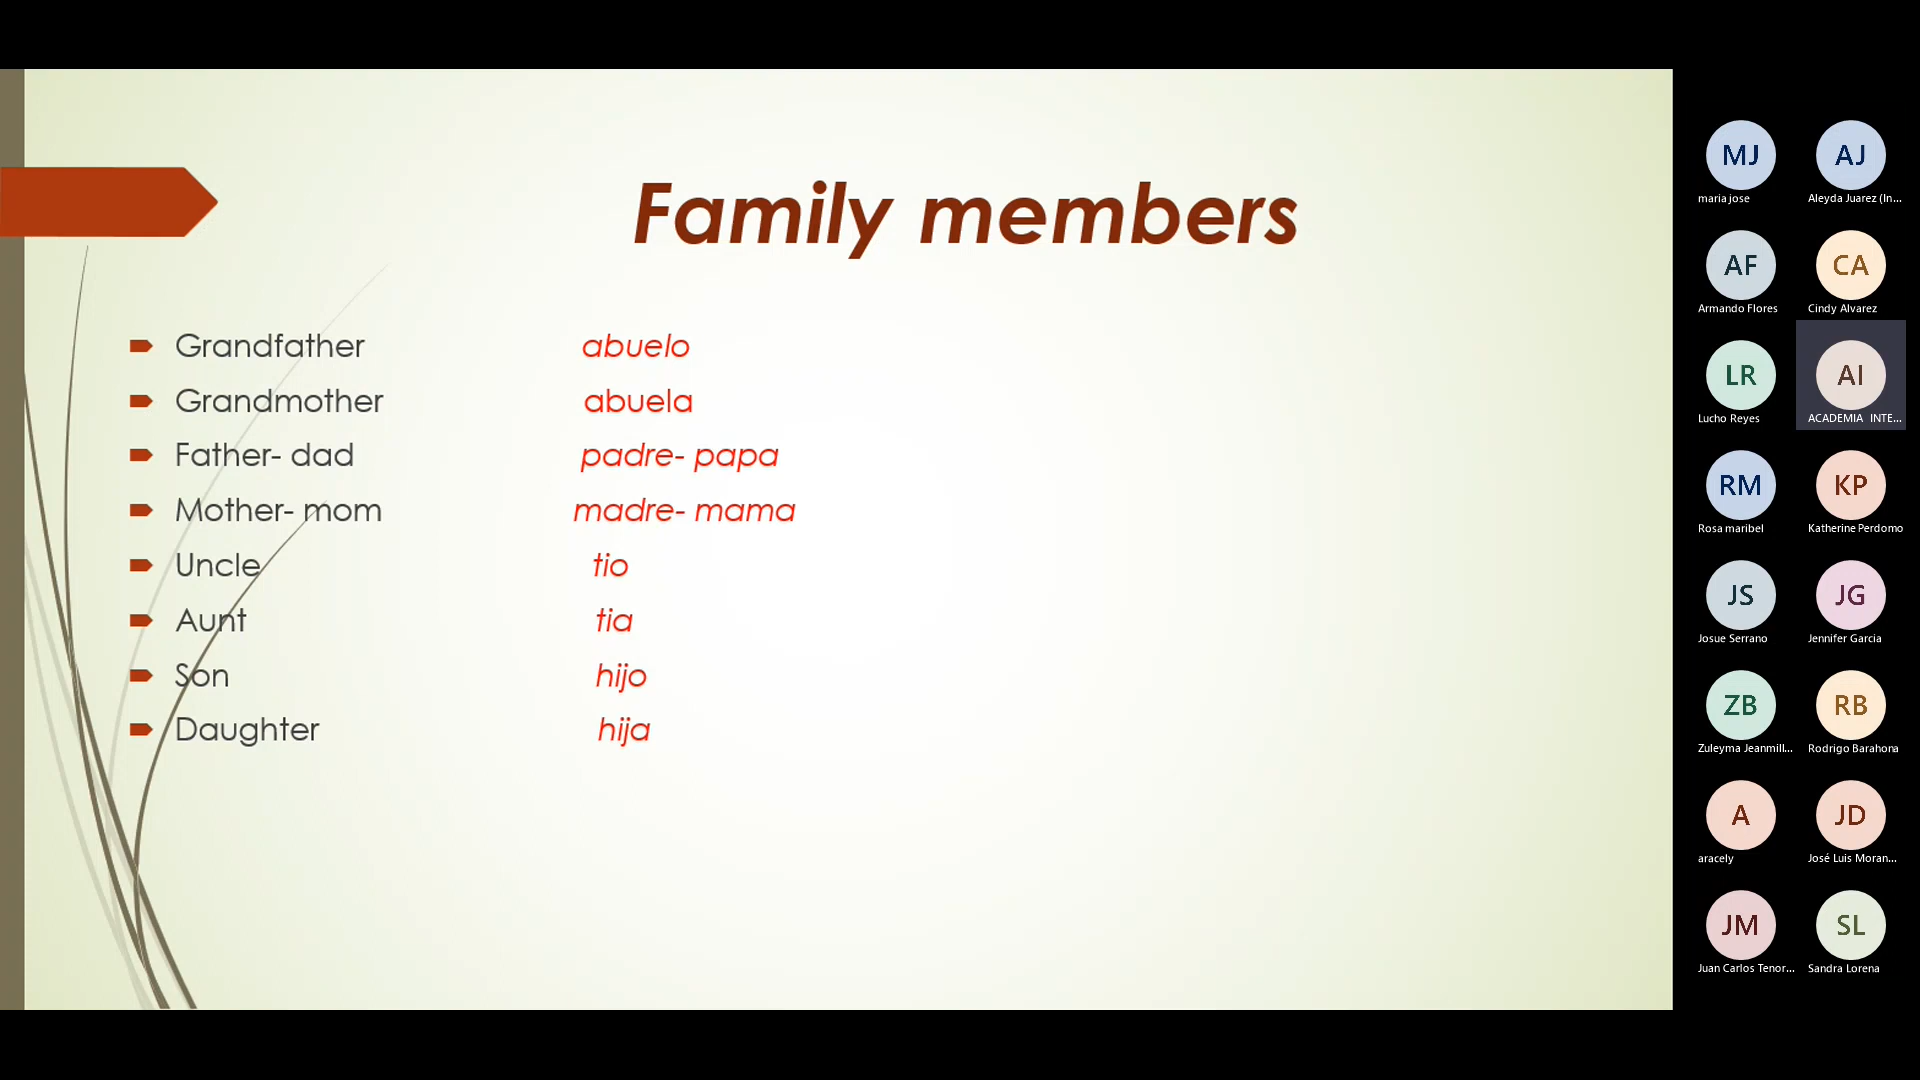 Family members
Grandfather abuelo
Grandmother abuela
Father- dad padre- papa
Mother- mom madre- mama
Uncle tio
Aunt tia
Son hijo
Daughter hija
MJ AJ
maria jose Aleyda Juarez (In...
AF CA
Armando Flores Cindy Alvarez
LR AI
Lucho Reyes ACADEMIA INTE...
RM KP
Rosa maribel Katherine Perdomo
JS JG
Josue Serrano Jennifer Garcia
ZB RB
Zuleyma Jeanmill... Rodrigo Barahona
A JD
aracely José Luis Moran...
JM SL
Juan Carlos Tenor... Sandra Lorena